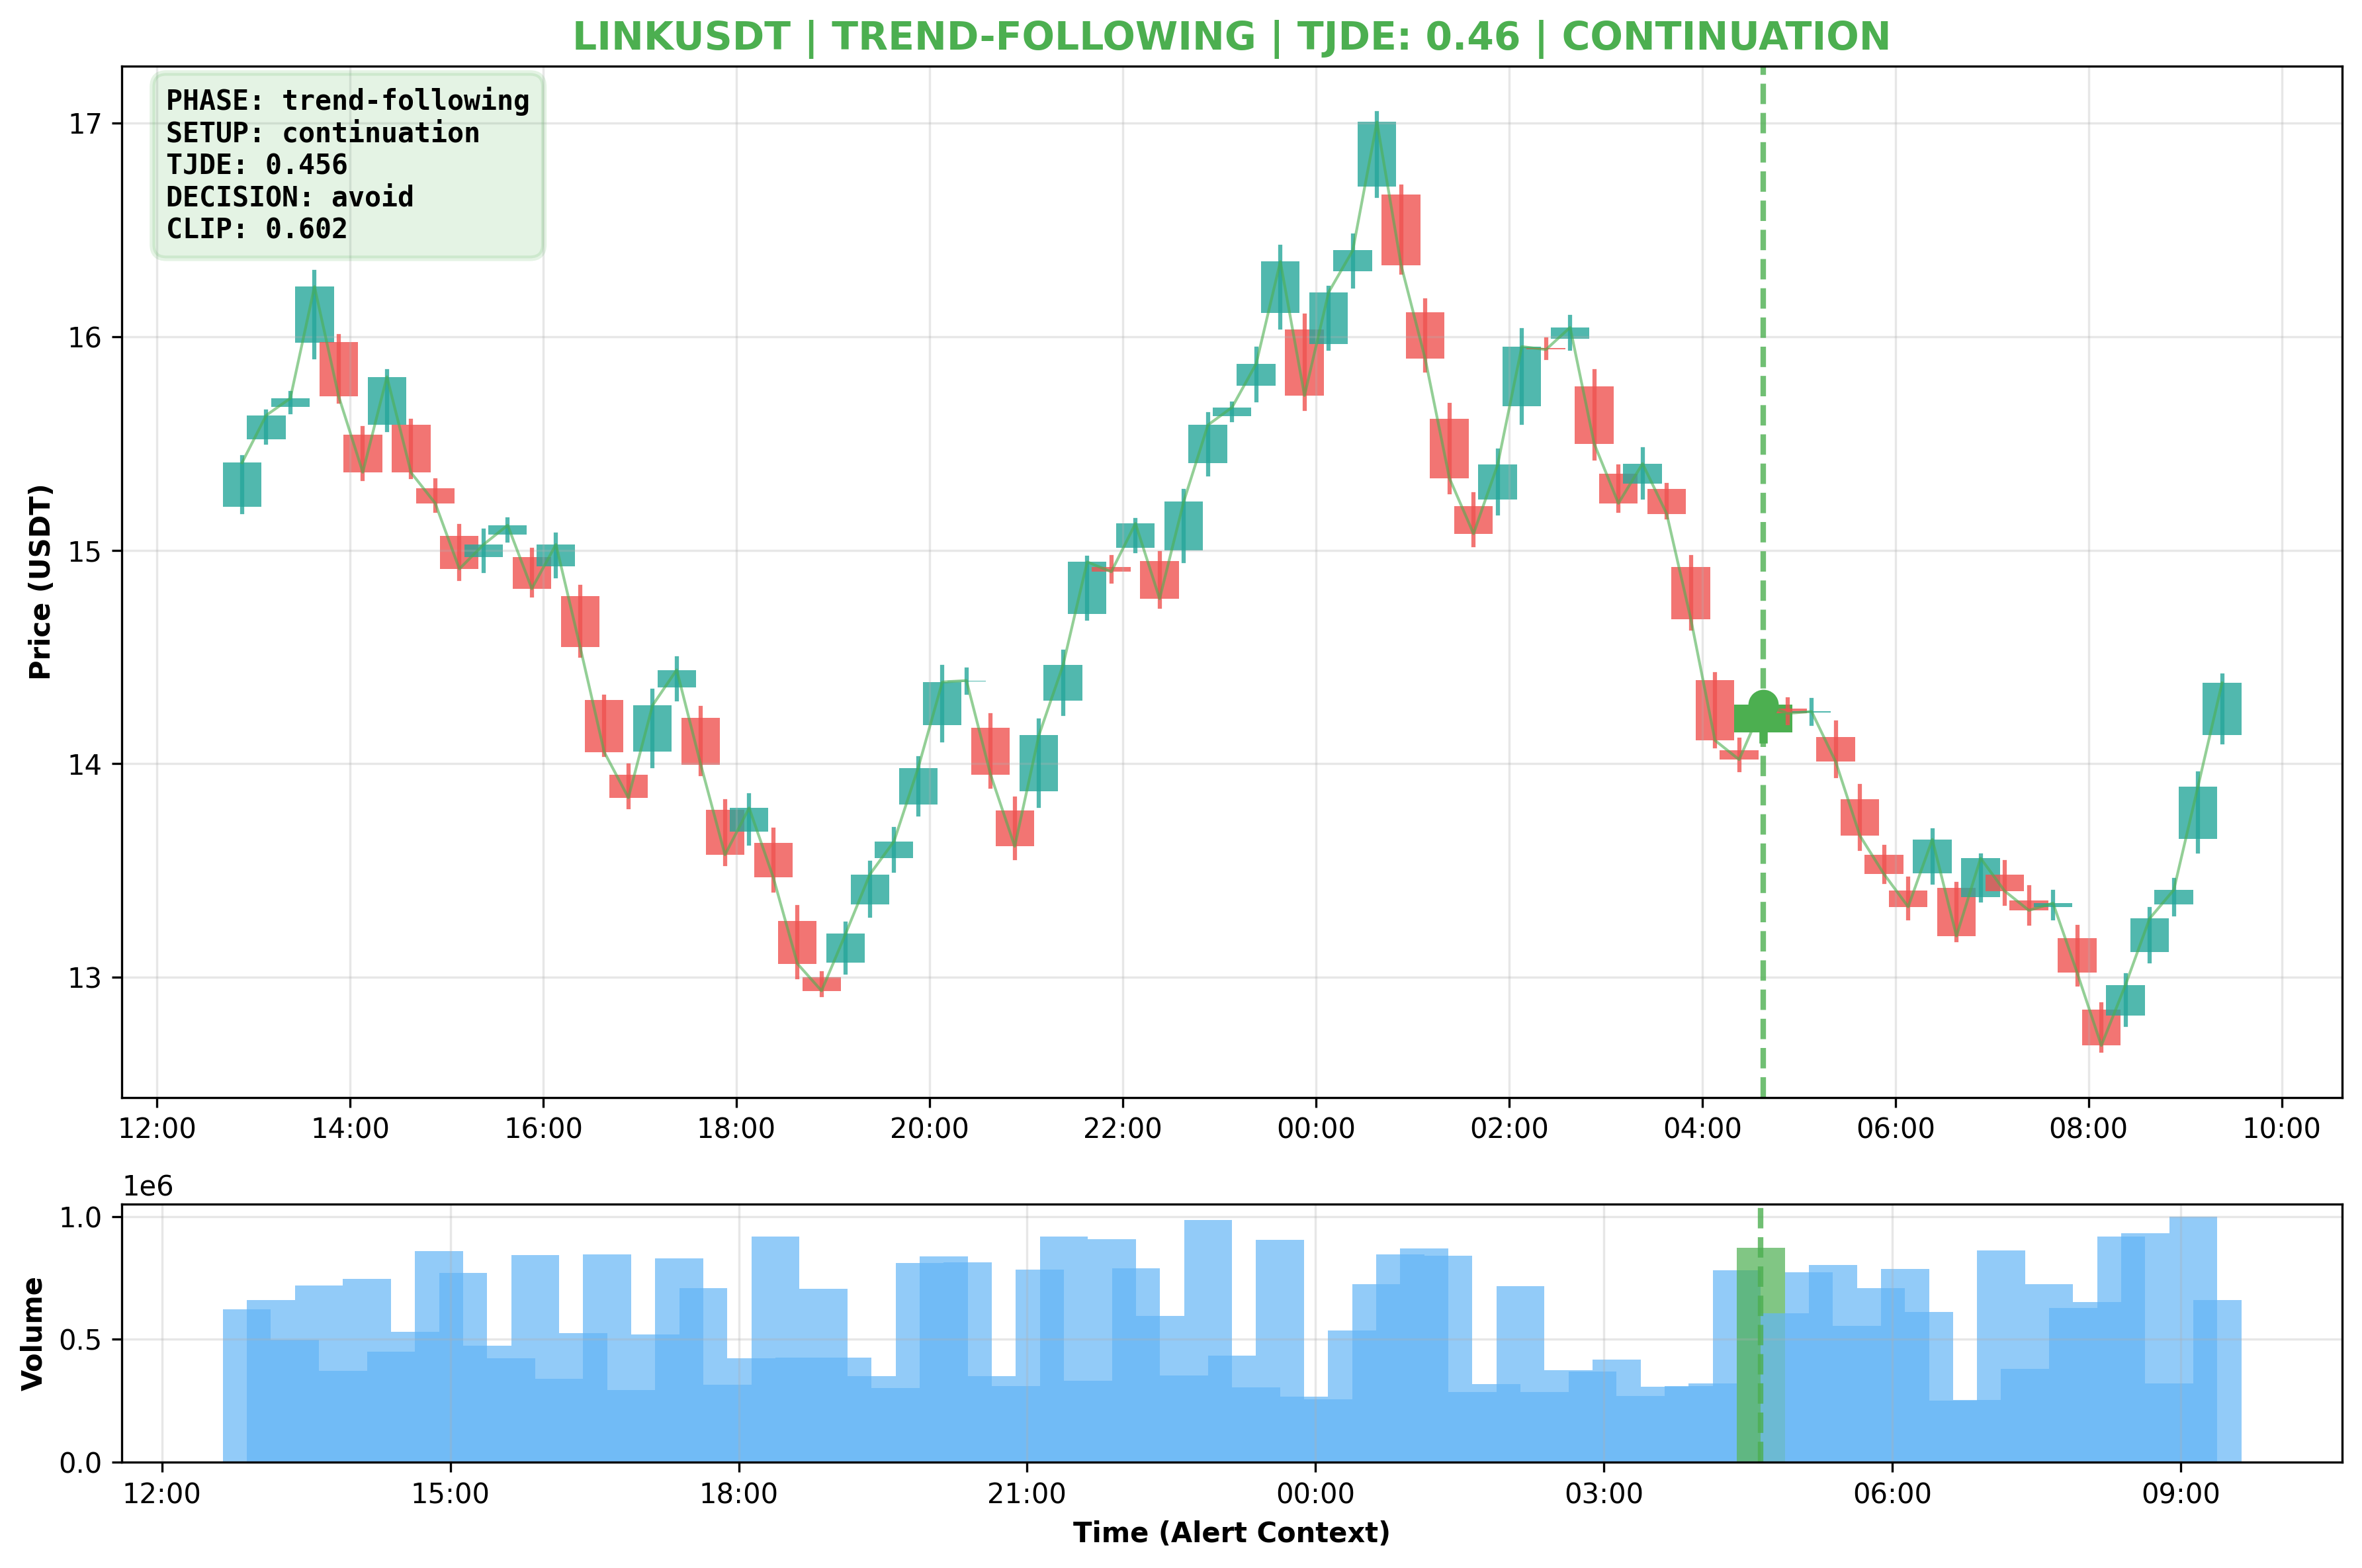 LINKUSDT | TREND-FOLLOWING | TJDE: 0.46 | CONTINUATION
PHASE: trend-following
SETUP: continuation
TJDE: 0.456
DECISION: avoid
CLIP: 0.602
Price (USDT)
17
16
15
14
13
12:00 14:00 16:00 18:00 20:00 22:00 00:00 02:00 04:00 06:00 08:00 10:00
1e6
Volume
1.0
0.5
0.0
12:00 15:00 18:00 21:00 00:00 03:00 06:00 09:00
Time (Alert Context)